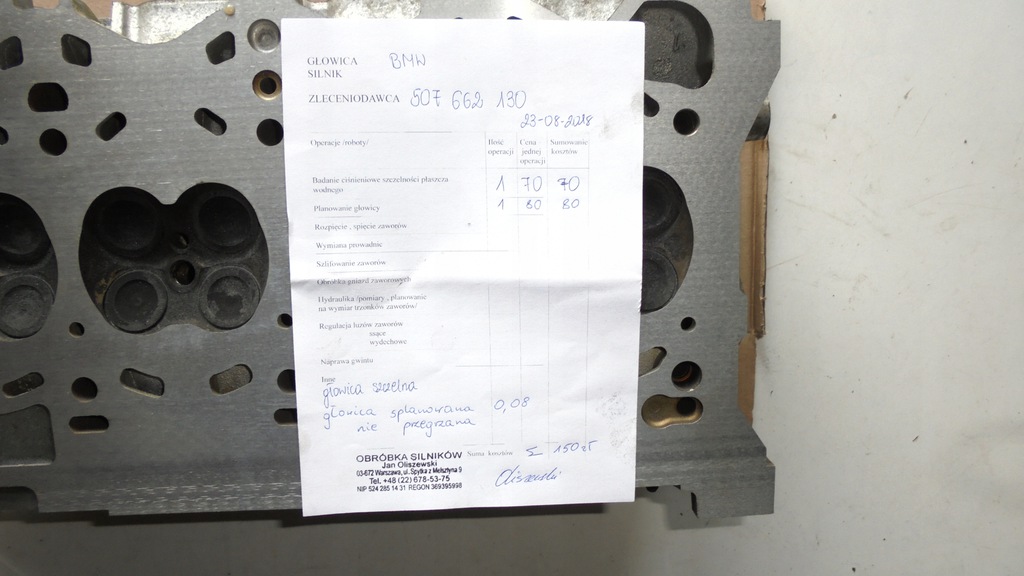 GŁOWICA BMW
SILNIK
ZLECENIODAWCA 507 662 130
23-08-2018
Operacje /roboty/ Ilość operacji Cena jednej operacji Sumowanie kosztów
Badanie ciśnieniowe szczelności płaszcza
wodnego 1 70 70
Planowanie głowicy 1 80 80
Rozpięcie , spięcie zaworów
Wymiana prowadnic
Szlifowanie zaworów
Obróbka gniazd zaworowych
Hydraulika /pomiary , planowanie
na wymiar trzonków zaworów/
Regulacja luzów zaworów
ssące
wydechowe
Naprawa gwintu
Inne
głowica szczelna
głowica splanowana 0,08
nie przegrzana
Suma kosztów Σ 150 zł
OBRÓBKA SILNIKÓW
Jan Oliszewski
03-672 Warszawa, ul. Spytka z Melsztyna 9
Tel. +48 (22) 678-53-75
NIP 524 285 14 31 REGON 369395998
Oliszewski